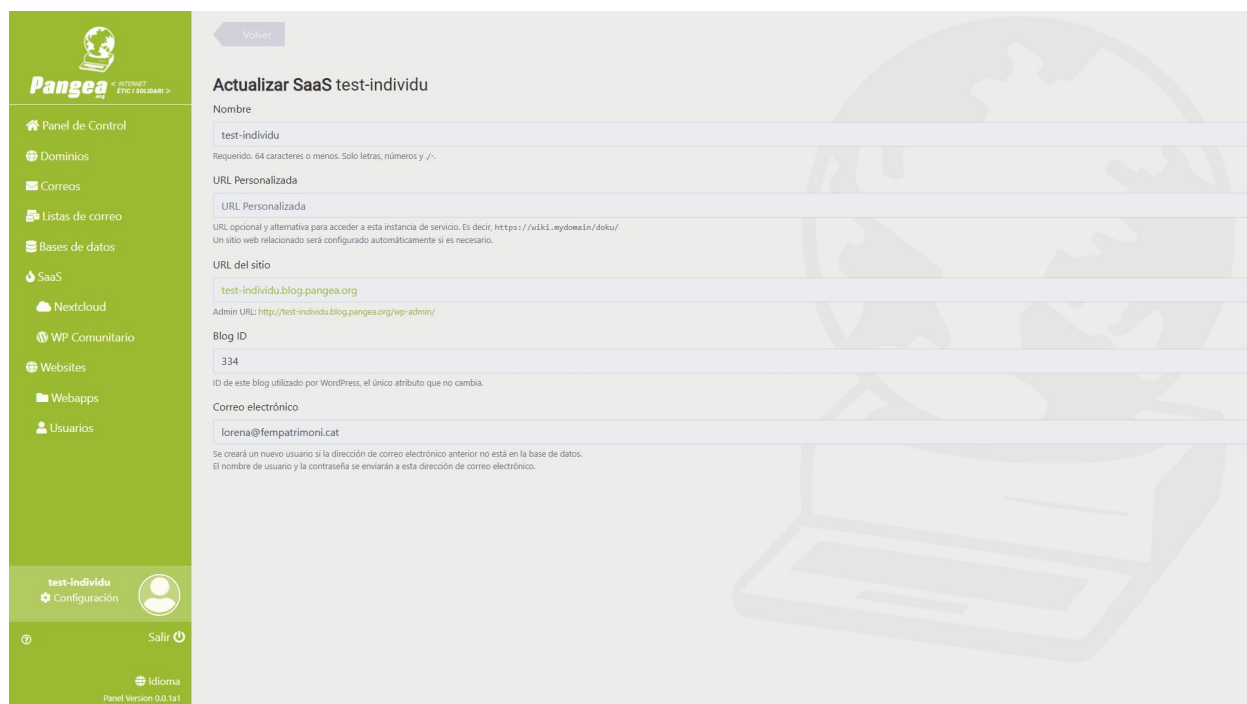 Pangea
.org
< INTERNET
ÈTIC I SOLIDARI >
Panel de Control
Dominios
Correos
Listas de correo
Bases de datos
SaaS
Nextcloud
WP Comunitario
Websites
Webapps
Usuarios
test-individu
Configuración
Salir
Idioma
Panel Version 0.0.1a1
Volver
Actualizar SaaS test-individu
Nombre
test-individu
Requerido. 64 caracteres o menos. Solo letras, números y ./-.
URL Personalizada
URL Personalizada
URL opcional y alternativa para acceder a esta instancia de servicio. Es decir, https://wiki.mydomain/doku/
Un sitio web relacionado será configurado automáticamente si es necesario.
URL del sitio
test-individu.blog.pangea.org
Admin URL: http://test-individu.blog.pangea.org/wp-admin/
Blog ID
334
ID de este blog utilizado por WordPress, el único atributo que no cambia.
Correo electrónico
lorena@fempatrimoni.cat
Se creará un nuevo usuario si la dirección de correo electrónico anterior no está en la base de datos.
El nombre de usuario y la contraseña se enviarán a esta dirección de correo electrónico.